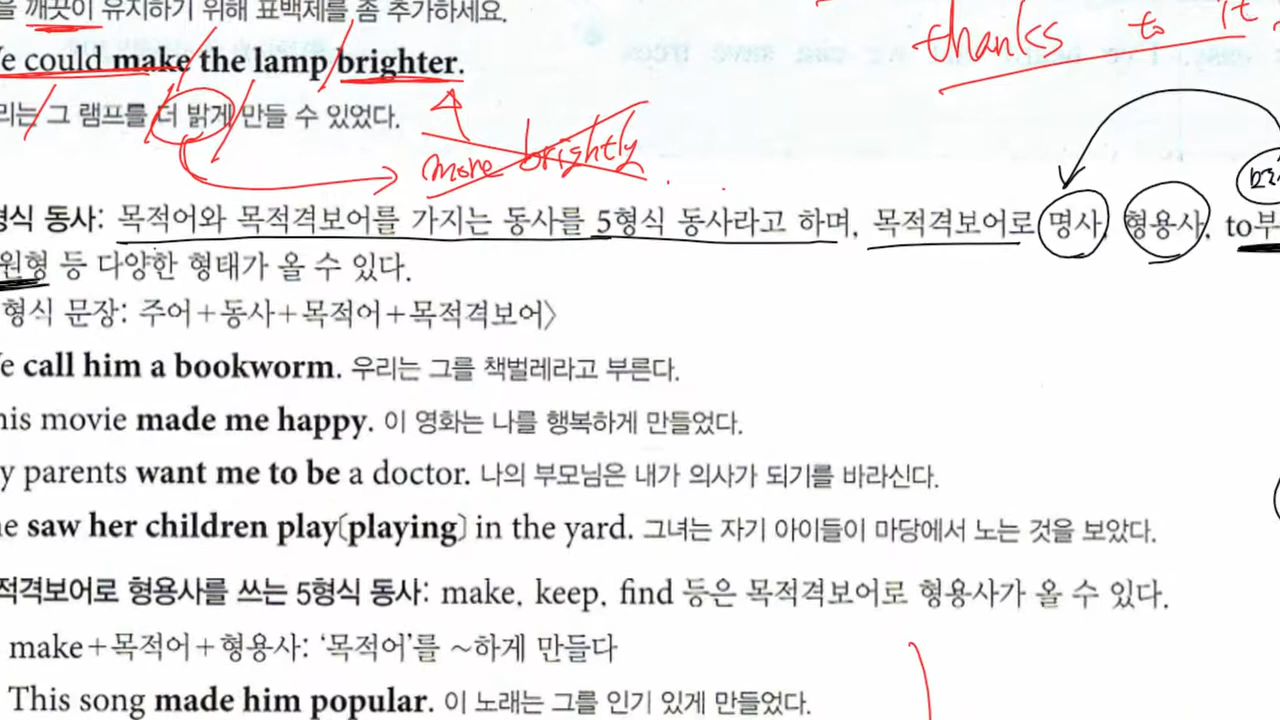 을 깨끗이 유지하기 위해 표백제를 좀 추가하세요.
thanks to it
e could make the lamp brighter.
리는 그 램프를 더 밝게 만들 수 있었다.
more brightly
형식 동사: 목적어와 목적격보어를 가지는 동사를 5형식 동사라고 하며, 목적격보어로 명사, 형용사, to부
원형 등 다양한 형태가 올 수 있다.
형식 문장: 주어+동사+목적어+목적격보어〉
e call him a bookworm. 우리는 그를 책벌레라고 부른다.
his movie made me happy. 이 영화는 나를 행복하게 만들었다.
y parents want me to be a doctor. 나의 부모님은 내가 의사가 되기를 바라신다.
e saw her children play[playing] in the yard. 그녀는 자기 아이들이 마당에서 노는 것을 보았다.
적격보어로 형용사를 쓰는 5형식 동사: make, keep, find 등은 목적격보어로 형용사가 올 수 있다.
make+목적어+형용사: ‘목적어’를 ~하게 만들다
This song made him popular. 이 노래는 그를 인기 있게 만들었다.